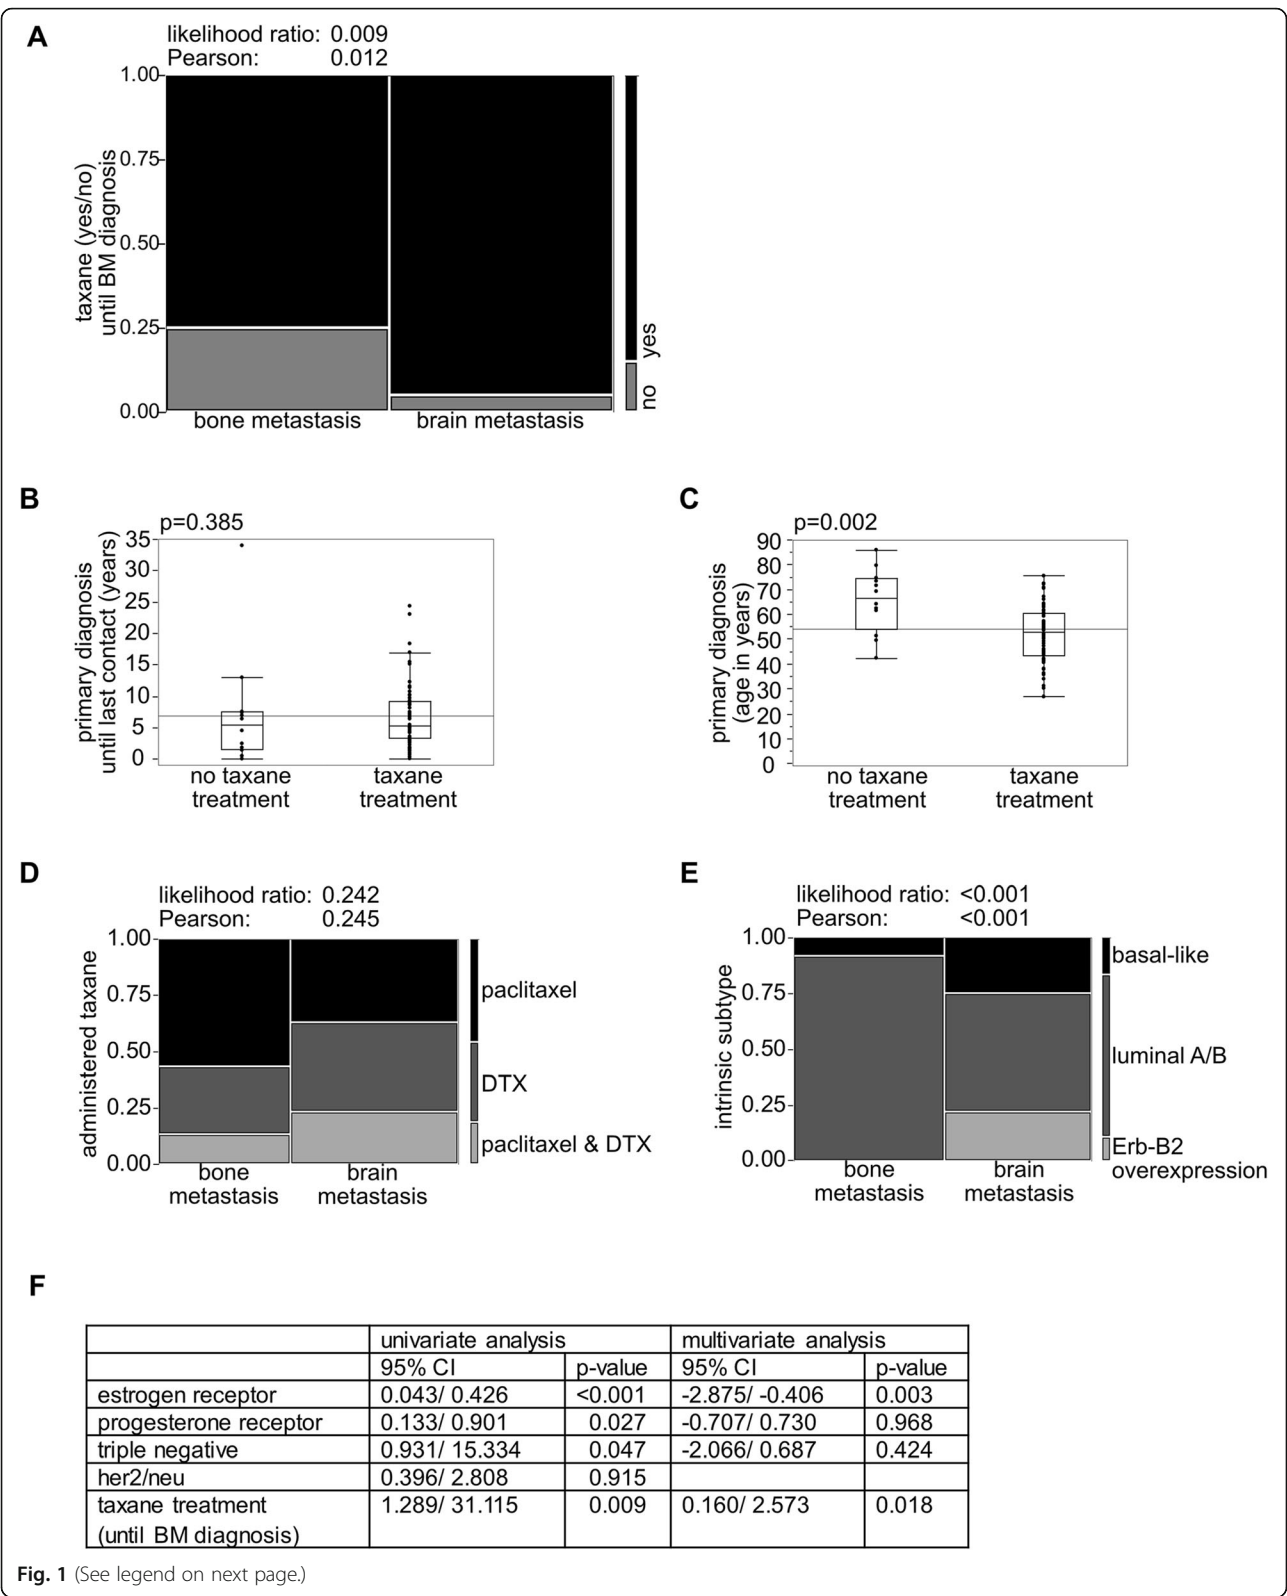 A
likelihood ratio: 0.009
Pearson: 0.012
taxane (yes/no)
until BM diagnosis
1.00
0.75
0.50
0.25
0.00
bone metastasis
brain metastasis
no yes
B
p=0.385
primary diagnosis
until last contact (years)
35
30
25
20
15
10
5
0
no taxane
treatment
taxane
treatment
C
p=0.002
primary diagnosis
(age in years)
90
80
70
60
50
40
30
20
10
0
no taxane
treatment
taxane
treatment
D
likelihood ratio: 0.242
Pearson: 0.245
administered taxane
1.00
0.75
0.50
0.25
0.00
bone
metastasis
brain
metastasis
paclitaxel
DTX
paclitaxel & DTX
E
likelihood ratio: <0.001
Pearson: <0.001
intrinsic subtype
1.00
0.75
0.50
0.25
0.00
bone
metastasis
brain
metastasis
basal-like
luminal A/B
Erb-B2
overexpression
F
univariate analysis multivariate analysis
95% CI p-value 95% CI p-value
estrogen receptor 0.043/ 0.426 <0.001 -2.875/ -0.406 0.003
progesterone receptor 0.133/ 0.901 0.027 -0.707/ 0.730 0.968
triple negative 0.931/ 15.334 0.047 -2.066/ 0.687 0.424
her2/neu 0.396/ 2.808 0.915
taxane treatment 1.289/ 31.115 0.009 0.160/ 2.573 0.018
(until BM diagnosis)
Fig. 1 (See legend on next page.)